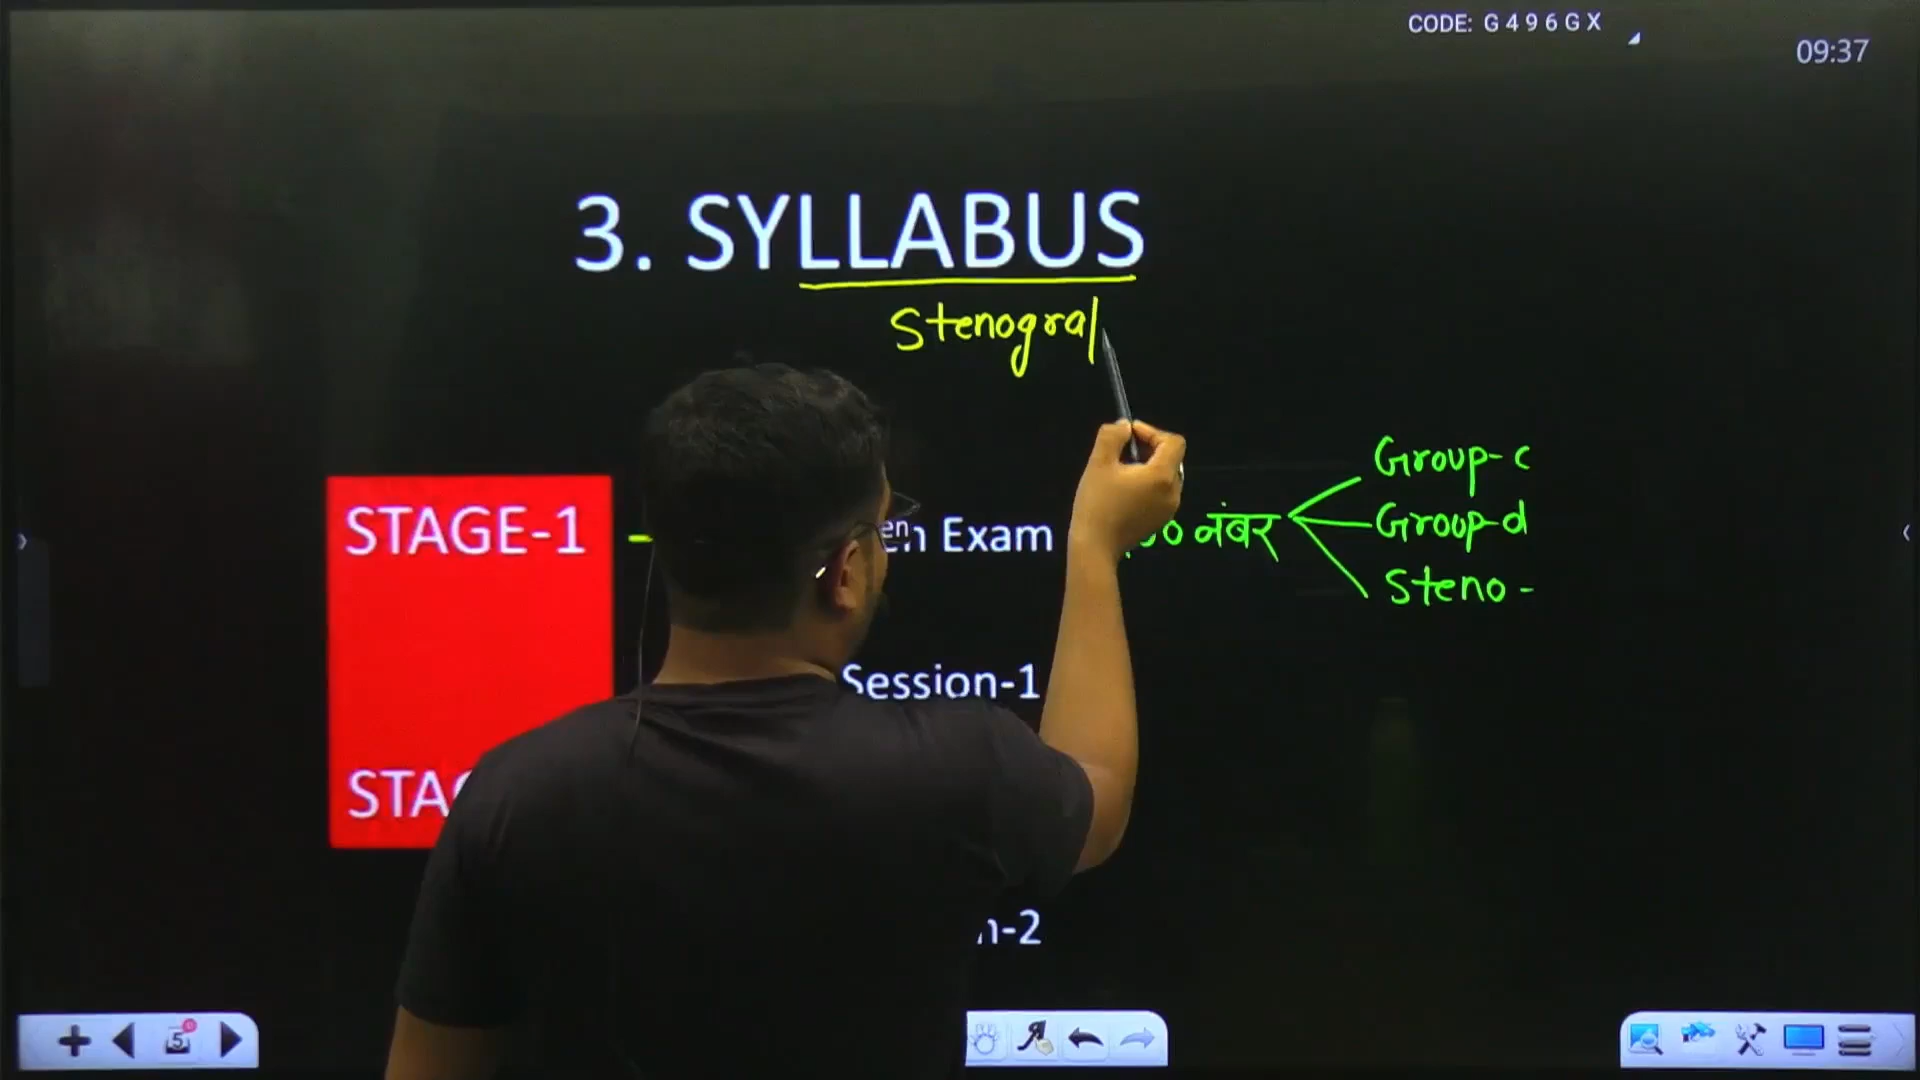 CODE: G496GX
09:37
3. SYLLABUS
Stenogra
STAGE-1
Exam
नंबर
Group-c
Group-d
Steno -
Session-1
-2